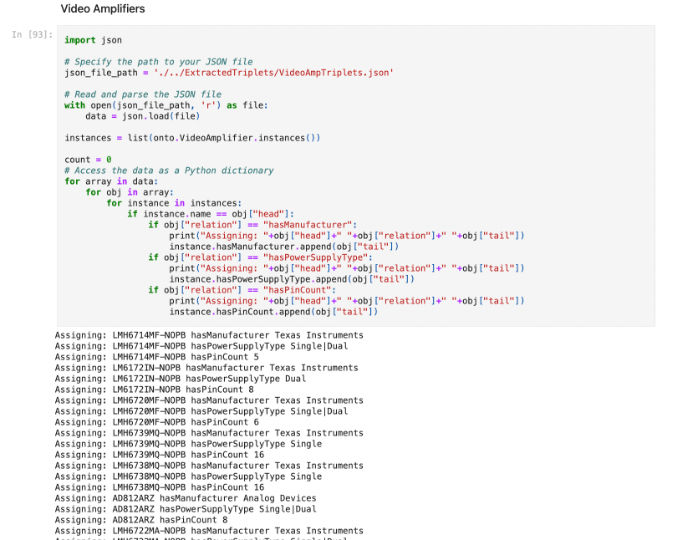 Video Amplifiers
In [93]:
import json
# Specify the path to your JSON file
json_file_path = './../ExtractedTriplets/VideoAmpTriplets.json'
# Read and parse the JSON file
with open(json_file_path, 'r') as file:
    data = json.load(file)
instances = list(onto.VideoAmplifier.instances())
count = 0
# Access the data as a Python dictionary
for array in data:
    for obj in array:
        for instance in instances:
            if instance.name == obj["head"]:
                if obj["relation"] == "hasManufacturer":
                    print("Assigning: "+obj["head"]+" "+obj["relation"]+" "+obj["tail"])
                    instance.hasManufacturer.append(obj["tail"])
                if obj["relation"] == "hasPowerSupplyType":
                    print("Assigning: "+obj["head"]+" "+obj["relation"]+" "+obj["tail"])
                    instance.hasPowerSupplyType.append(obj["tail"])
                if obj["relation"] == "hasPinCount":
                    print("Assigning: "+obj["head"]+" "+obj["relation"]+" "+obj["tail"])
                    instance.hasPinCount.append(obj["tail"])
Assigning: LMH6714MF-NOPB hasManufacturer Texas Instruments
Assigning: LMH6714MF-NOPB hasPowerSupplyType Single|Dual
Assigning: LMH6714MF-NOPB hasPinCount 5
Assigning: LM6172IN-NOPB hasManufacturer Texas Instruments
Assigning: LM6172IN-NOPB hasPowerSupplyType Dual
Assigning: LM6172IN-NOPB hasPinCount 8
Assigning: LMH6720MF-NOPB hasManufacturer Texas Instruments
Assigning: LMH6720MF-NOPB hasPowerSupplyType Single|Dual
Assigning: LMH6720MF-NOPB hasPinCount 6
Assigning: LMH6739MQ-NOPB hasManufacturer Texas Instruments
Assigning: LMH6739MQ-NOPB hasPowerSupplyType Single
Assigning: LMH6739MQ-NOPB hasPinCount 16
Assigning: LMH6738MQ-NOPB hasManufacturer Texas Instruments
Assigning: LMH6738MQ-NOPB hasPowerSupplyType Single
Assigning: LMH6738MQ-NOPB hasPinCount 16
Assigning: AD812ARZ hasManufacturer Analog Devices
Assigning: AD812ARZ hasPowerSupplyType Single|Dual
Assigning: AD812ARZ hasPinCount 8
Assigning: LMH6722MA-NOPB hasManufacturer Texas Instruments